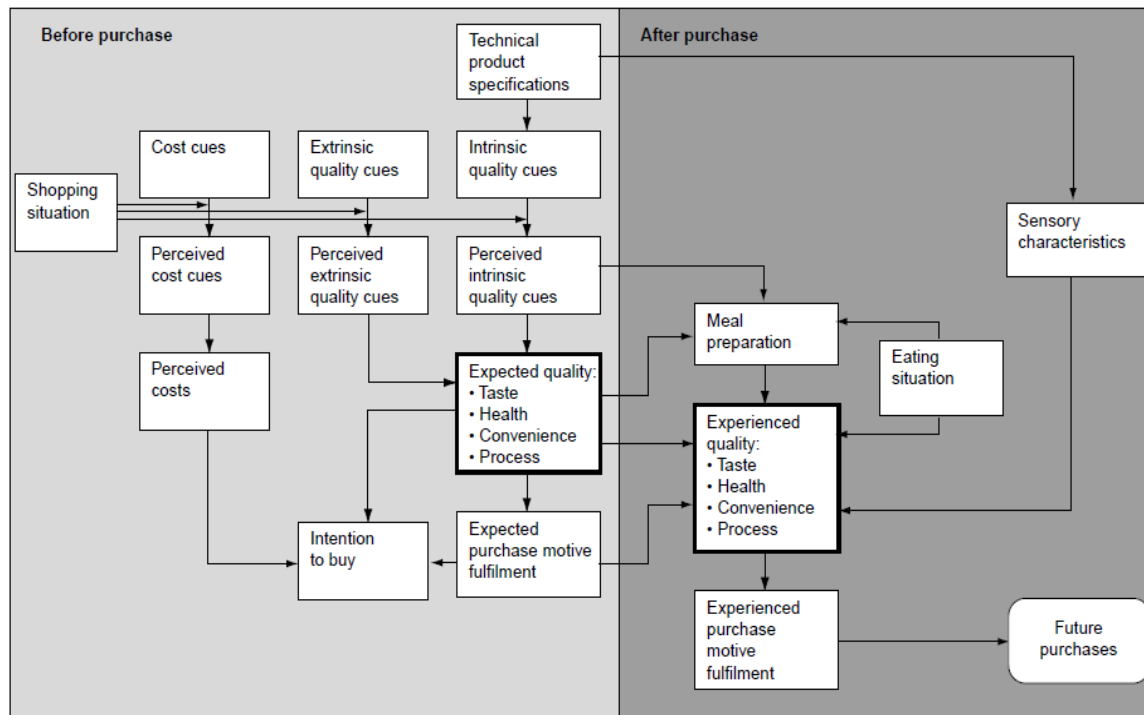 Before purchase
After purchase
Technical
product
specifications
Cost cues
Extrinsic
quality cues
Intrinsic
quality cues
Shopping
situation
Sensory
characteristics
Perceived
cost cues
Perceived
extrinsic
quality cues
Perceived
intrinsic
quality cues
Meal
preparation
Eating
situation
Perceived
costs
Expected quality:
• Taste
• Health
• Convenience
• Process
Experienced
quality:
• Taste
• Health
• Convenience
• Process
Intention
to buy
Expected
purchase motive
fulfilment
Experienced
purchase
motive
fulfilment
Future
purchases